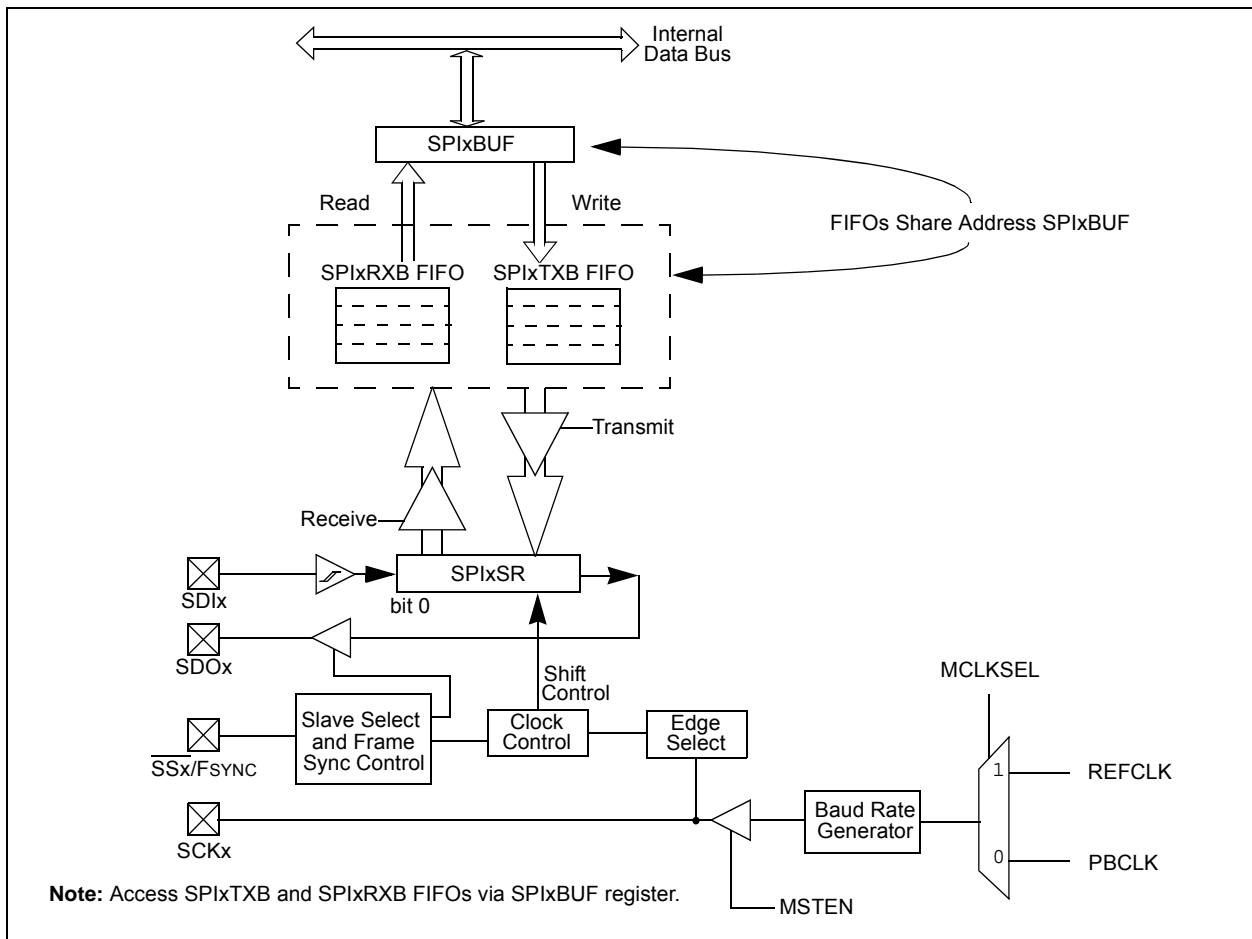 Internal
Data Bus
SPIxBUF
Read
Write
FIFOs Share Address SPIxBUF
SPIxRXB FIFO
SPIxTXB FIFO
Transmit
Receive
SPIxSR
SDIx
bit 0
SDOx
Shift
Control
MCLKSEL
Slave Select
and Frame
Sync Control
Clock
Control
Edge
Select
SSx/FSYNC
1
REFCLK
Baud Rate
Generator
SCKx
0
PBCLK
Note: Access SPIxTXB and SPIxRXB FIFOs via SPIxBUF register.
MSTEN